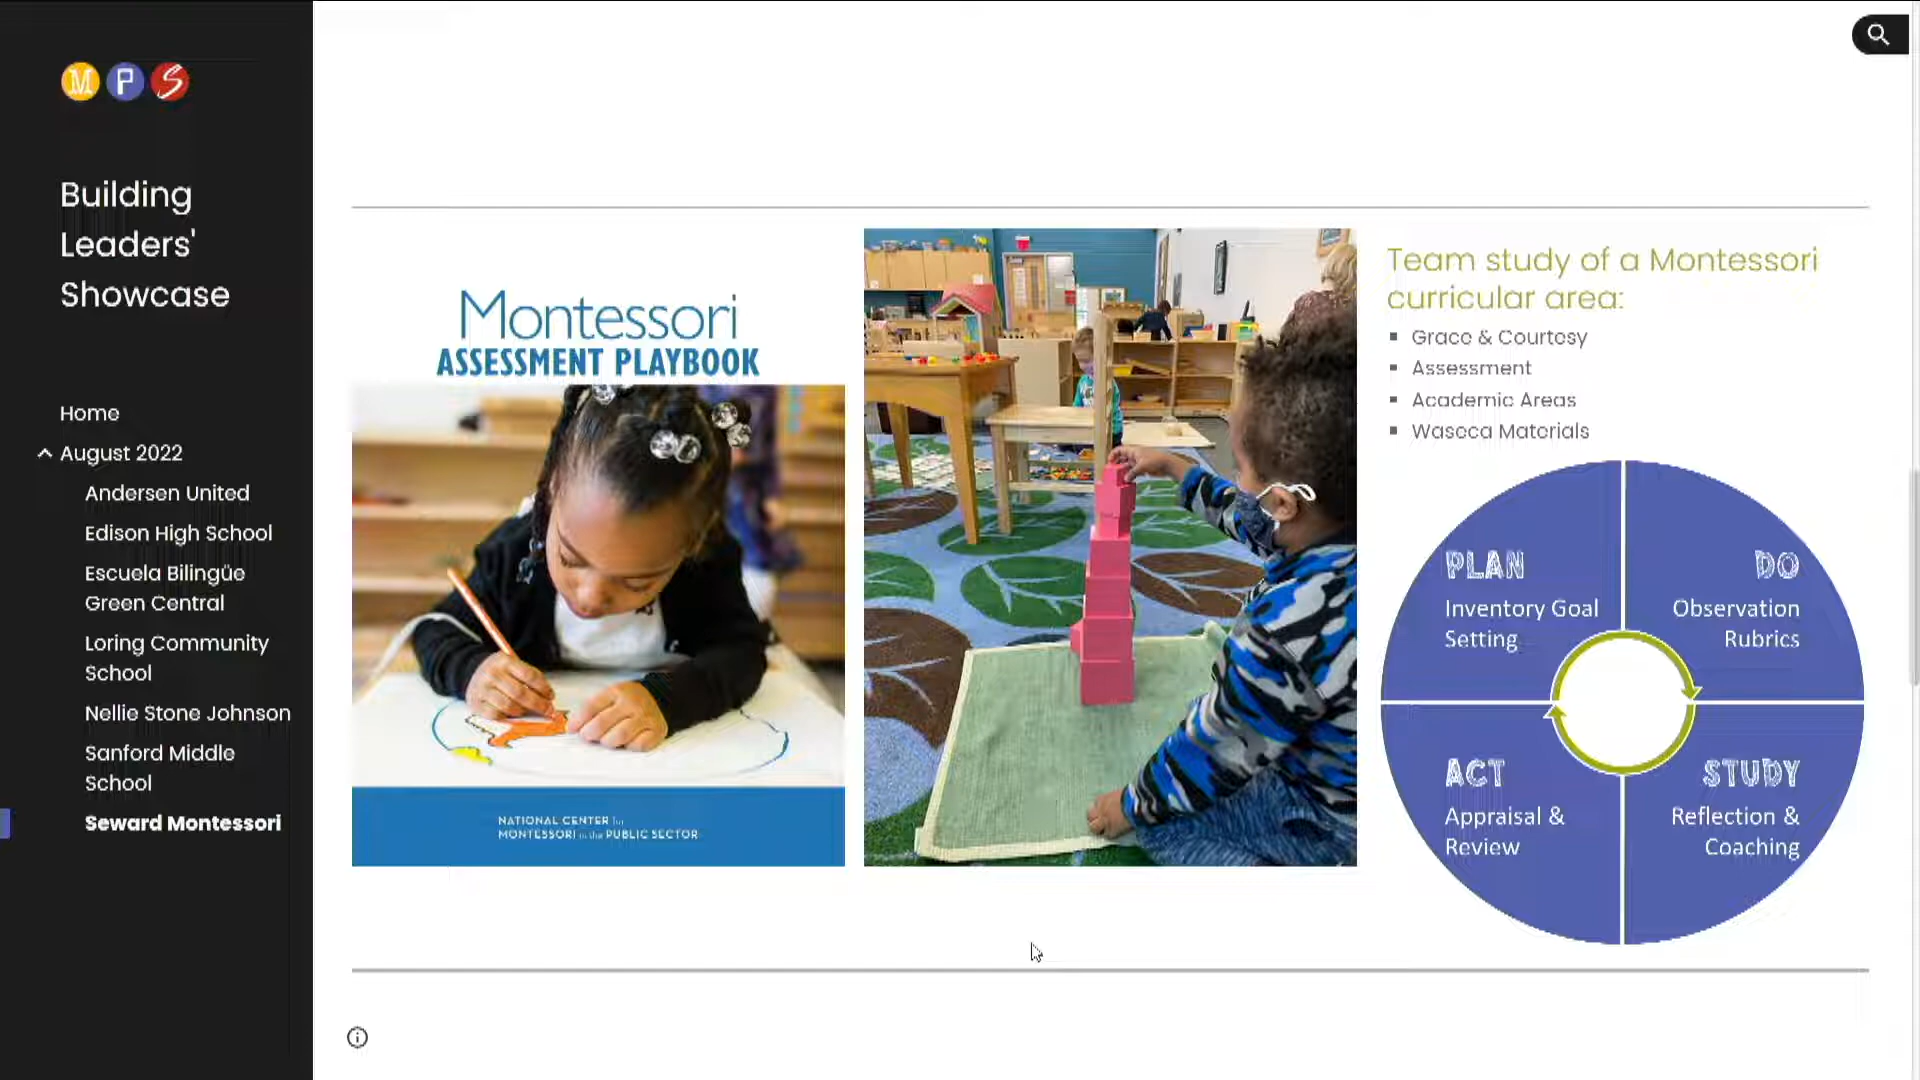 M P S
Building
Leaders'
Showcase
Home
August 2022
Andersen United
Edison High School
Escuela Bilingüe
Green Central
Loring Community
School
Nellie Stone Johnson
Sanford Middle
School
Seward Montessori
Montessori
ASSESSMENT PLAYBOOK
NATIONAL CENTER for
MONTESSORI in the PUBLIC SECTOR
Team study of a Montessori
curricular area:
Grace & Courtesy
Assessment
Academic Areas
Waseca Materials
PLAN
Inventory Goal
Setting
DO
Observation
Rubrics
ACT
Appraisal &
Review
STUDY
Reflection &
Coaching